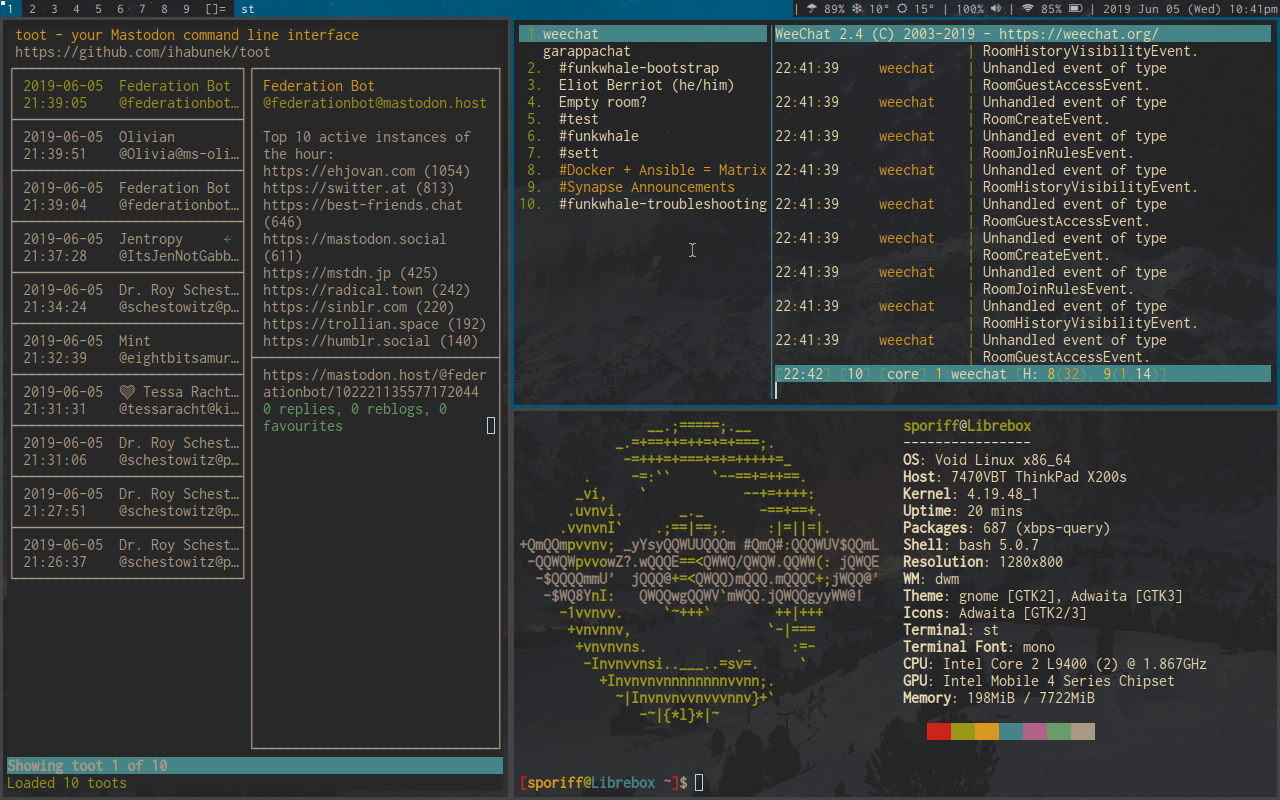 1 2 3 4 5 6 7 8 9 []= st
| 89% 10° 15° | 100% | 85% | 2019 Jun 05 (Wed) 10:41pm
toot - your Mastodon command line interface
https://github.com/ihabunek/toot
2019-06-05 Federation Bot
21:39:05 @federationbot…
2019-06-05 Olivian
21:39:51 @Olivia@ms-oli…
2019-06-05 Federation Bot
21:39:04 @federationbot…
2019-06-05 Jentropy
21:37:28 @ItsJenNotGabb…
2019-06-05 Dr. Roy Schest…
21:34:24 @schestowitz@p…
2019-06-05 Mint
21:32:39 @eightbitsamur…
2019-06-05 Tessa Racht…
21:31:31 @tessaracht@ki…
2019-06-05 Dr. Roy Schest…
21:31:06 @schestowitz@p…
2019-06-05 Dr. Roy Schest…
21:27:51 @schestowitz@p…
2019-06-05 Dr. Roy Schest…
21:26:37 @schestowitz@p…
Federation Bot
@federationbot@mastodon.host
Top 10 active instances of
the hour:
https://ehjovan.com (1054)
https://switter.at (813)
https://best-friends.chat
(646)
https://mastodon.social
(611)
https://mstdn.jp (425)
https://radical.town (242)
https://sinblr.com (220)
https://trollian.space (192)
https://humblr.social (140)
https://mastodon.host/@feder
ationbot/102221135577172044
0 replies, 0 reblogs, 0
favourites
Showing toot 1 of 10
Loaded 10 toots
1.weechat
garappachat
2. #funkwhale-bootstrap
3. Eliot Berriot (he/him)
4. Empty room?
5. #test
6. #funkwhale
7. #sett
8. #Docker + Ansible = Matrix
9. #Synapse Announcements
10. #funkwhale-troubleshooting
WeeChat 2.4 (C) 2003-2019 - https://weechat.org/
| RoomHistoryVisibilityEvent.
22:41:39 weechat | Unhandled event of type
| RoomGuestAccessEvent.
22:41:39 weechat | Unhandled event of type
| RoomCreateEvent.
22:41:39 weechat | Unhandled event of type
| RoomJoinRulesEvent.
22:41:39 weechat | Unhandled event of type
| RoomHistoryVisibilityEvent.
22:41:39 weechat | Unhandled event of type
| RoomGuestAccessEvent.
22:41:39 weechat | Unhandled event of type
| RoomCreateEvent.
22:41:39 weechat | Unhandled event of type
| RoomJoinRulesEvent.
22:41:39 weechat | Unhandled event of type
| RoomHistoryVisibilityEvent.
22:41:39 weechat | Unhandled event of type
| RoomGuestAccessEvent.
[22:42] [10] [core] 1:weechat [H: 8(32), 9(1,14)]
sporiff@Librebox
----------------
OS: Void Linux x86_64
Host: 7470VBT ThinkPad X200s
Kernel: 4.19.48_1
Uptime: 20 mins
Packages: 687 (xbps-query)
Shell: bash 5.0.7
Resolution: 1280x800
WM: dwm
Theme: gnome [GTK2], Adwaita [GTK3]
Icons: Adwaita [GTK2/3]
Terminal: st
Terminal Font: mono
CPU: Intel Core 2 L9400 (2) @ 1.867GHz
GPU: Intel Mobile 4 Series Chipset
Memory: 198MiB / 7722MiB
[sporiff@Librebox ~]$